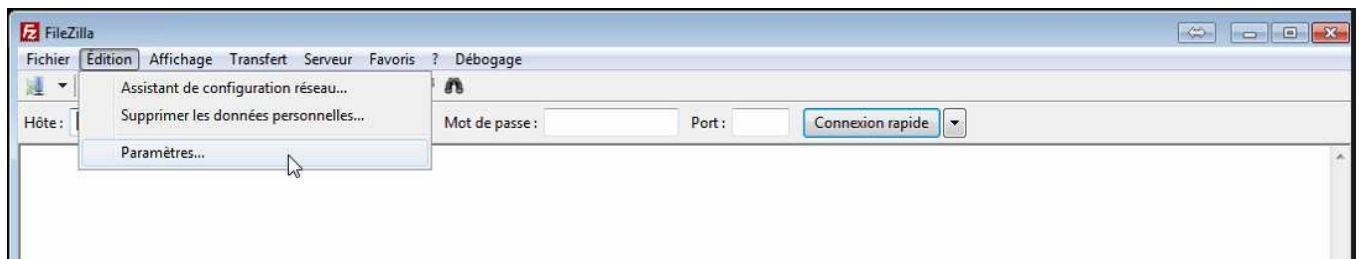 FileZilla
Fichier Édition Affichage Transfert Serveur Favoris ? Débogage
Assistant de configuration réseau...
Supprimer les données personnelles...
Paramètres...
Hôte : Mot de passe : Port : Connexion rapide